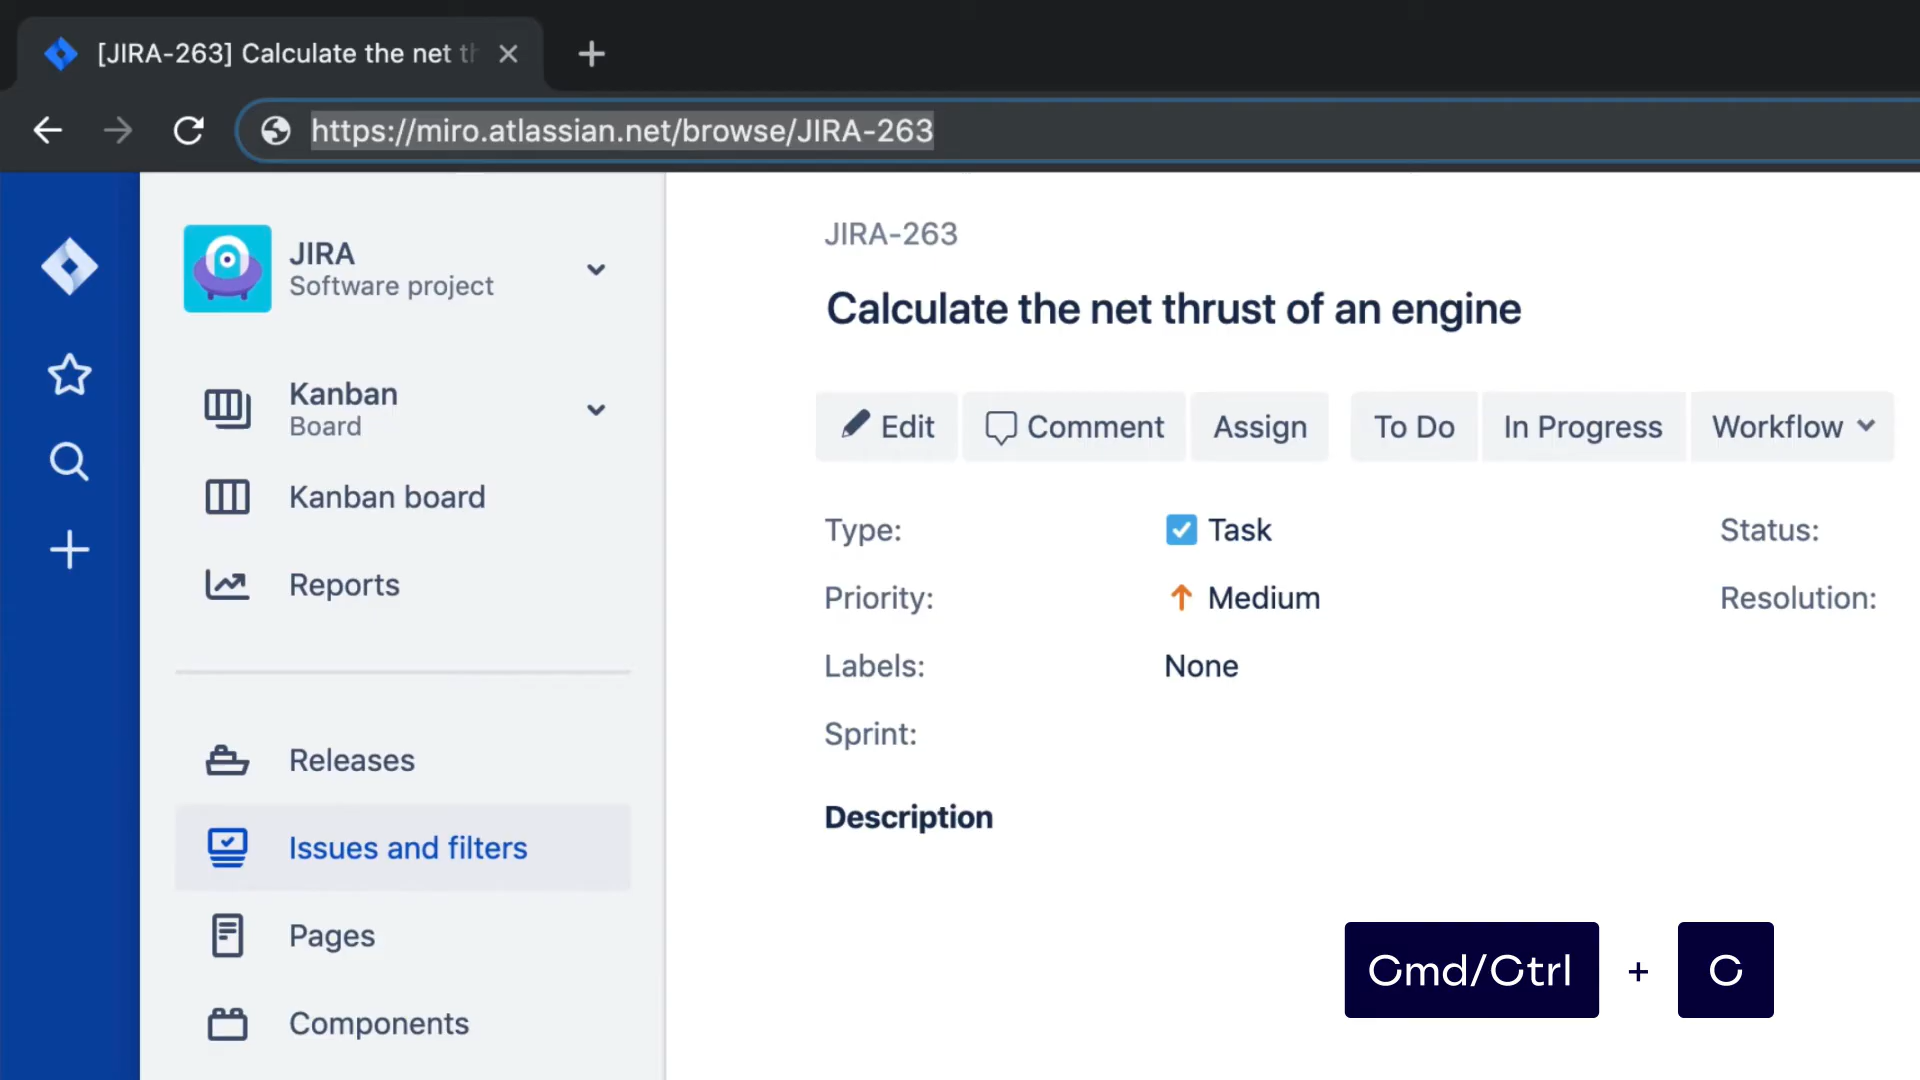 [JIRA-263] Calculate the net th
https://miro.atlassian.net/browse/JIRA-263
JIRA
Software project
Kanban
Board
Kanban board
Reports
Releases
Issues and filters
Pages
Components
JIRA-263
Calculate the net thrust of an engine
Edit Comment Assign To Do In Progress Workflow
Type: Task Status:
Priority: Medium Resolution:
Labels: None
Sprint:
Description
Cmd/Ctrl + C